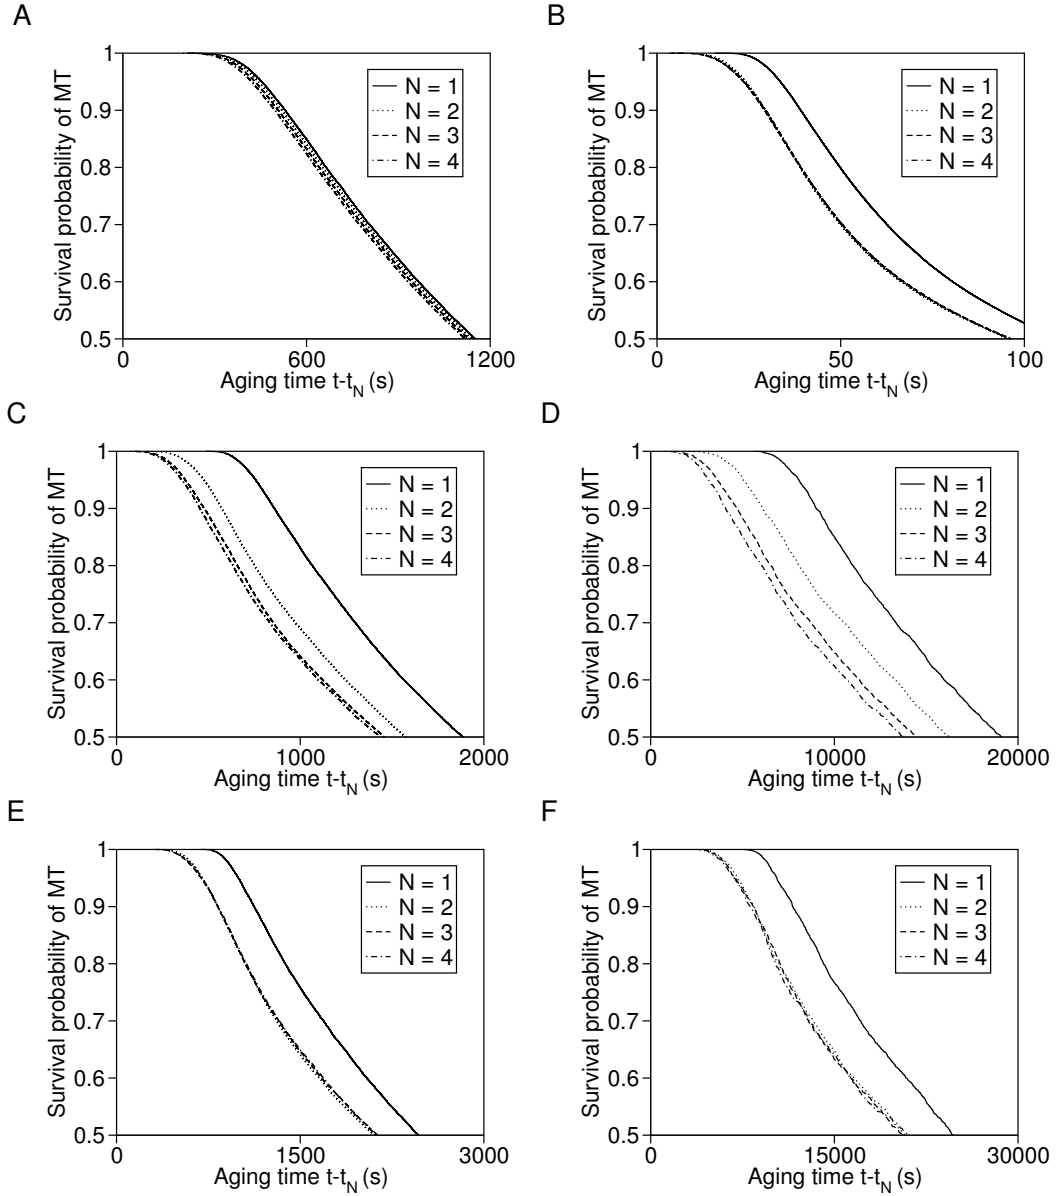 A
Survival probability of MT
1
0.9
0.8
0.7
0.6
0.5
N = 1
N = 2
N = 3
N = 4
0 600 1200
Aging time t-tN (s)
B
Survival probability of MT
1
0.9
0.8
0.7
0.6
0.5
N = 1
N = 2
N = 3
N = 4
0 50 100
Aging time t-tN (s)
C
Survival probability of MT
1
0.9
0.8
0.7
0.6
0.5
N = 1
N = 2
N = 3
N = 4
0 1000 2000
Aging time t-tN (s)
D
Survival probability of MT
1
0.9
0.8
0.7
0.6
0.5
N = 1
N = 2
N = 3
N = 4
0 10000 20000
Aging time t-tN (s)
E
Survival probability of MT
1
0.9
0.8
0.7
0.6
0.5
N = 1
N = 2
N = 3
N = 4
0 1500 3000
Aging time t-tN (s)
F
Survival probability of MT
1
0.9
0.8
0.7
0.6
0.5
N = 1
N = 2
N = 3
N = 4
0 15000 30000
Aging time t-tN (s)